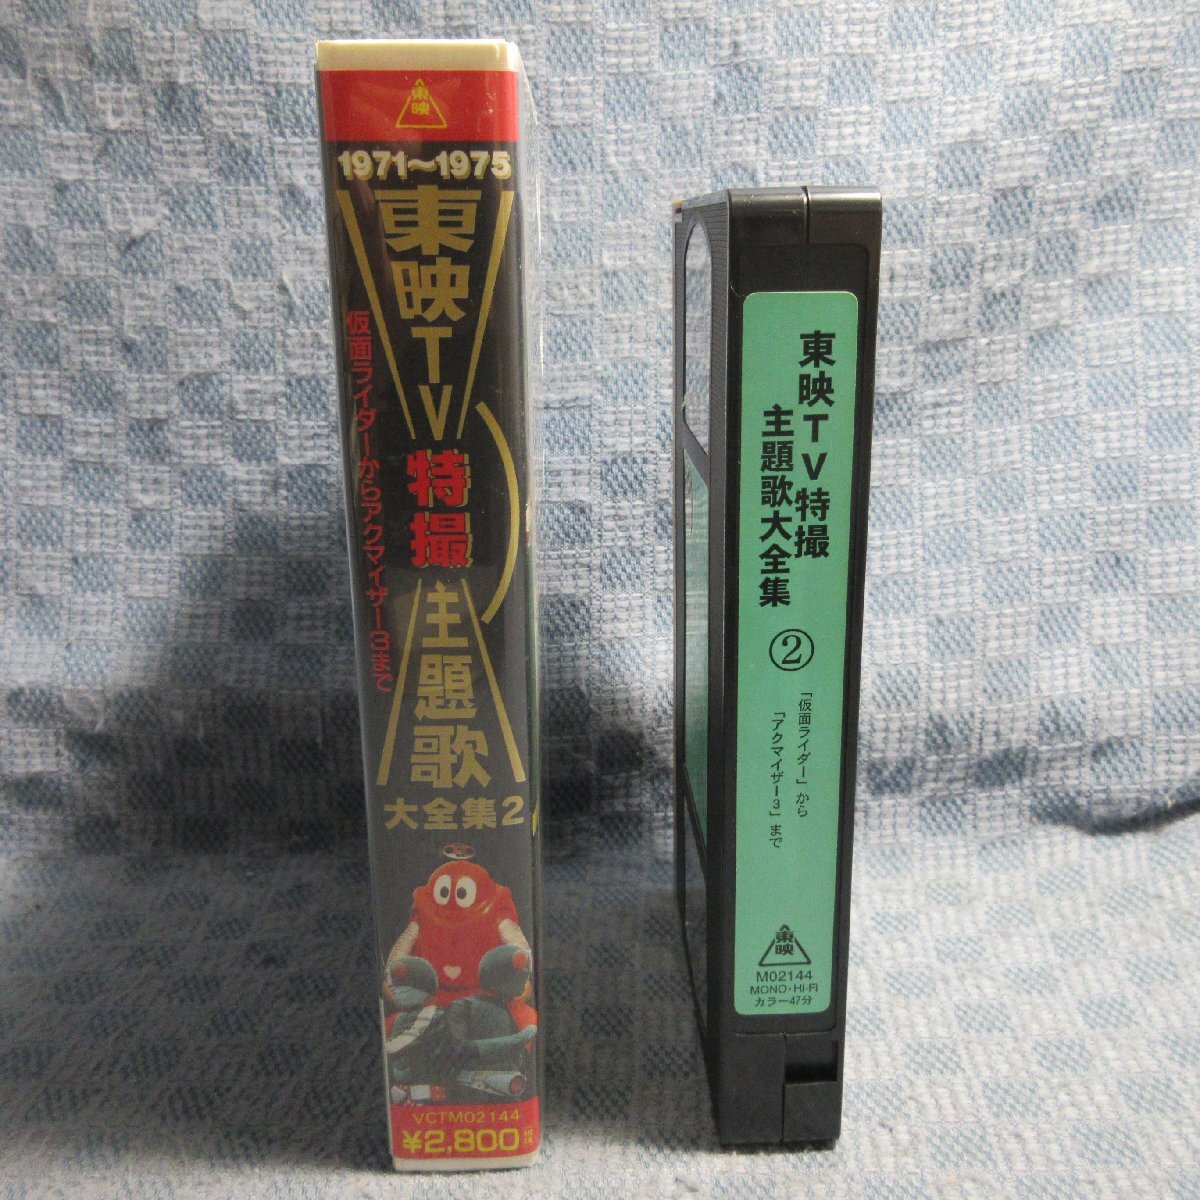 東映
1971〜1975
東映TV特撮主題歌
大全集2
仮面ライダーからアクマイザー3まで
VCTM02144
¥2,800
東映TV特撮
主題歌大全集
②
「仮面ライダー」から
「アクマイザー3」まで
東映
M02144
MONO・Hi-Fi
カラー47分